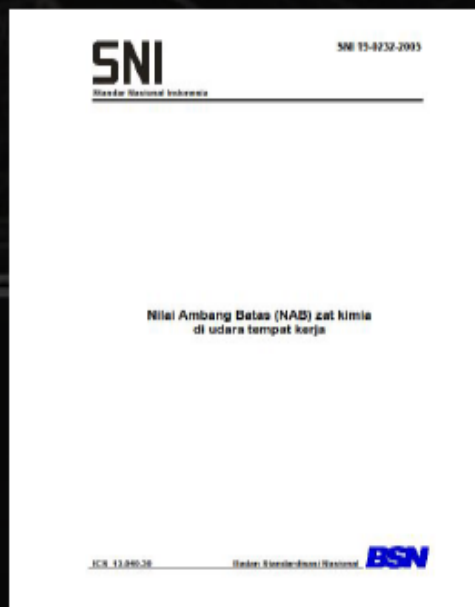 SNI
SNI 19-0232-2005
Standar Nasional Indonesia
Nilai Ambang Batas (NAB) zat kimia
di udara tempat kerja
ICS 13.040.30
Badan Standardisasi Nasional
BSN